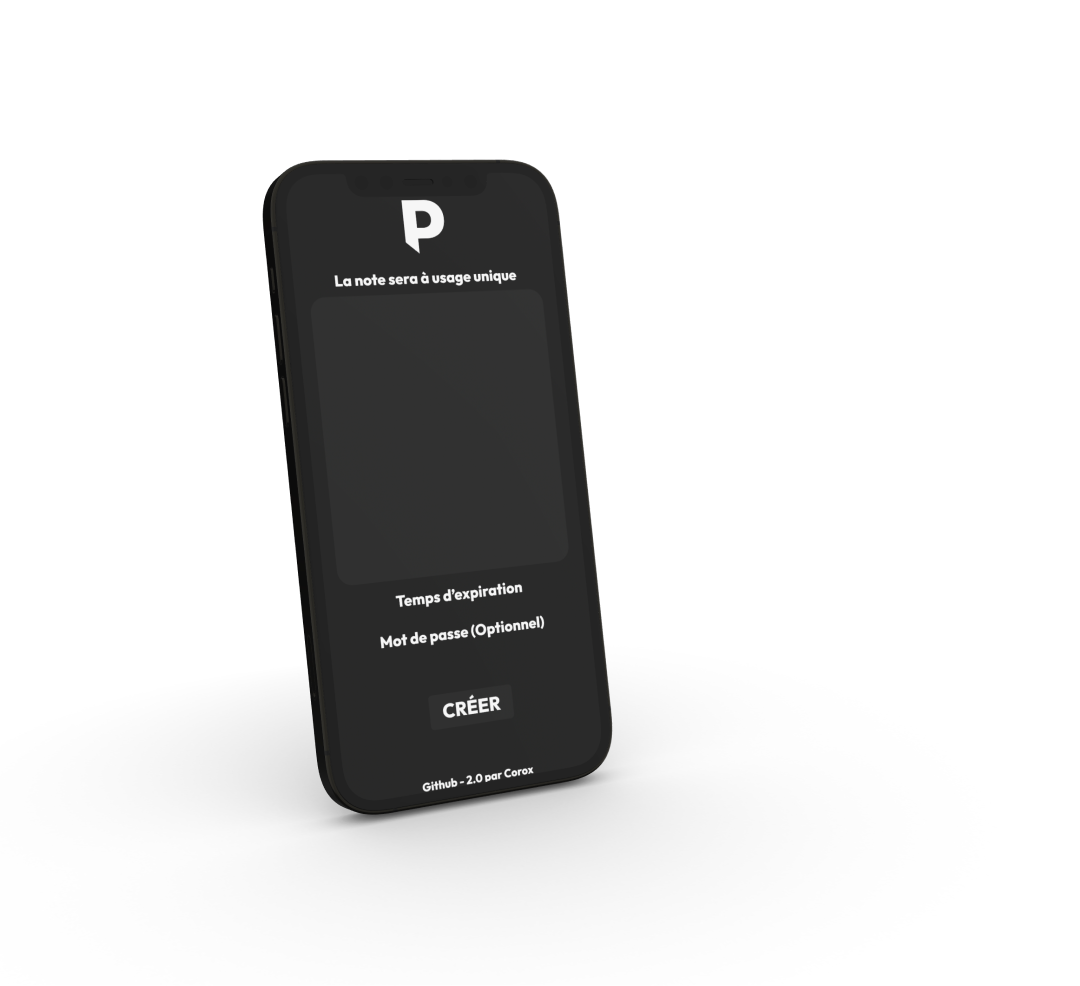 P
La note sera à usage unique
Temps d'expiration
Mot de passe (Optionnel)
CRÉER
Github - 2.0 par Corox